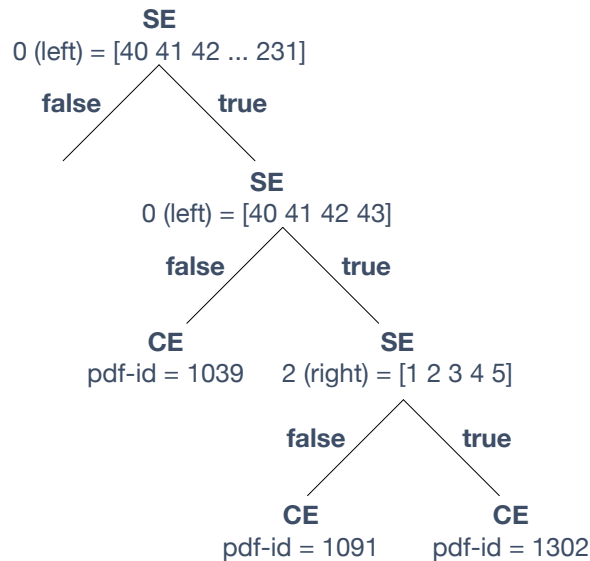 SE
0 (left) = [40 41 42 ... 231]
false
true
SE
0 (left) = [40 41 42 43]
false
true
CE
pdf-id = 1039
SE
2 (right) = [1 2 3 4 5]
false
true
CE
pdf-id = 1091
CE
pdf-id = 1302